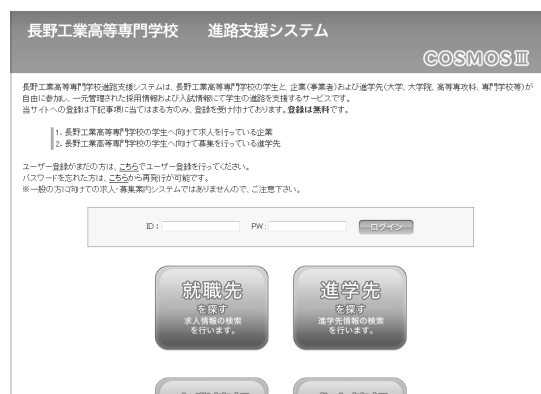 長野工業高等専門学校　　進路支援システム
COSMOSⅢ
長野工業高等専門学校進路支援システムは、長野工業高等専門学校の学生と、企業(事業者)および進学先(大学、大学院、高等専攻科、専門学校等)が
自由に参加し、一元管理された採用情報および入試情報にて学生の進路を支援するサービスです。
当サイトへの登録は下記事項に当てはまる方のみ、登録を受け付けております。登録は無料です。
1. 長野工業高等専門学校の学生へ向けて求人を行っている企業
2. 長野工業高等専門学校の学生へ向けて募集を行っている進学先
ユーザー登録がまだの方は、こちらでユーザー登録を行ってください。
パスワードを忘れた方は、こちらから再発行が可能です。
※一般の方に向けての求人・募集案内システムではありませんので、ご注意下さい。
ID： PW： ログイン
就職先
を探す
求人情報の検索
を行います。
進学先
を探す
進学先情報の検索
を行います。